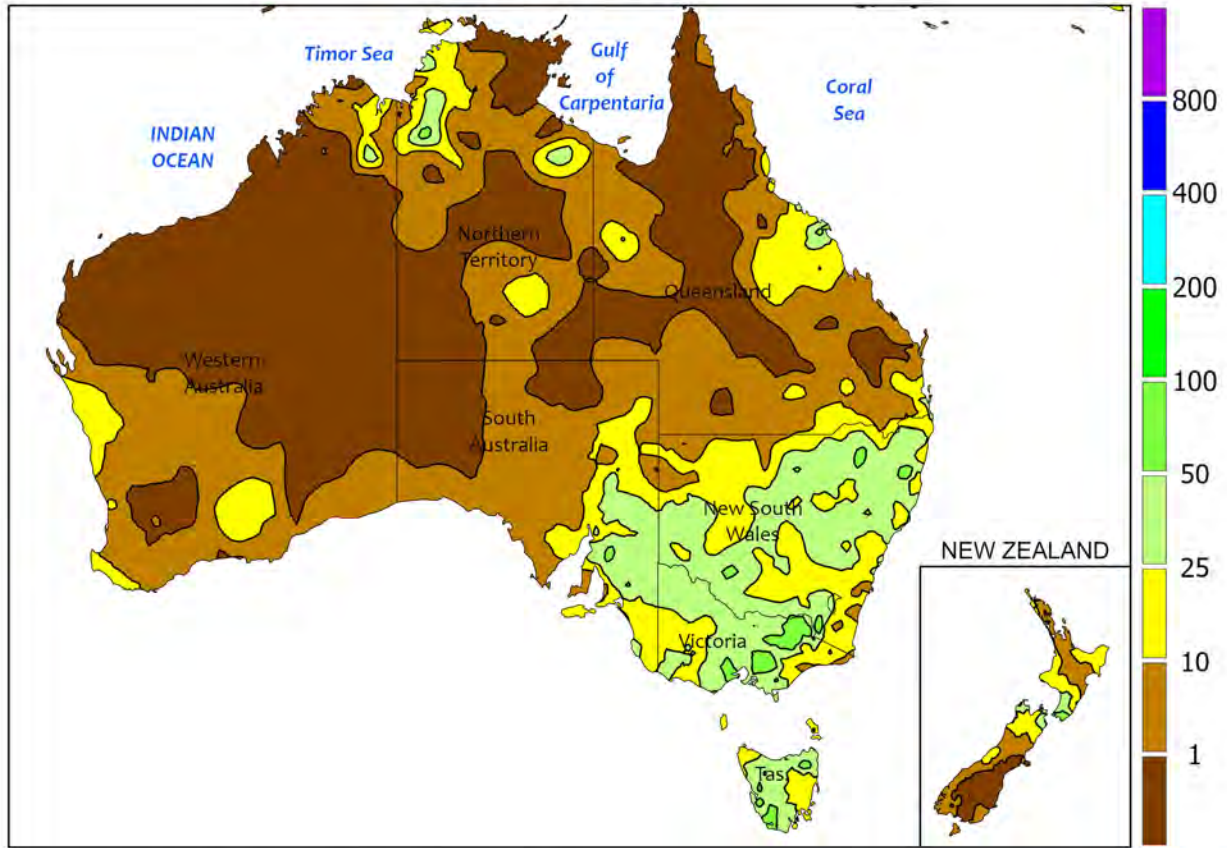 Timor Sea
Gulf
of
Carpentaria
Coral
Sea
INDIAN
OCEAN
Northern
Territory
Queensland
Western
Australia
South
Australia
New South
Wales
Victoria
Tas
NEW ZEALAND
800
400
200
100
50
25
10
1